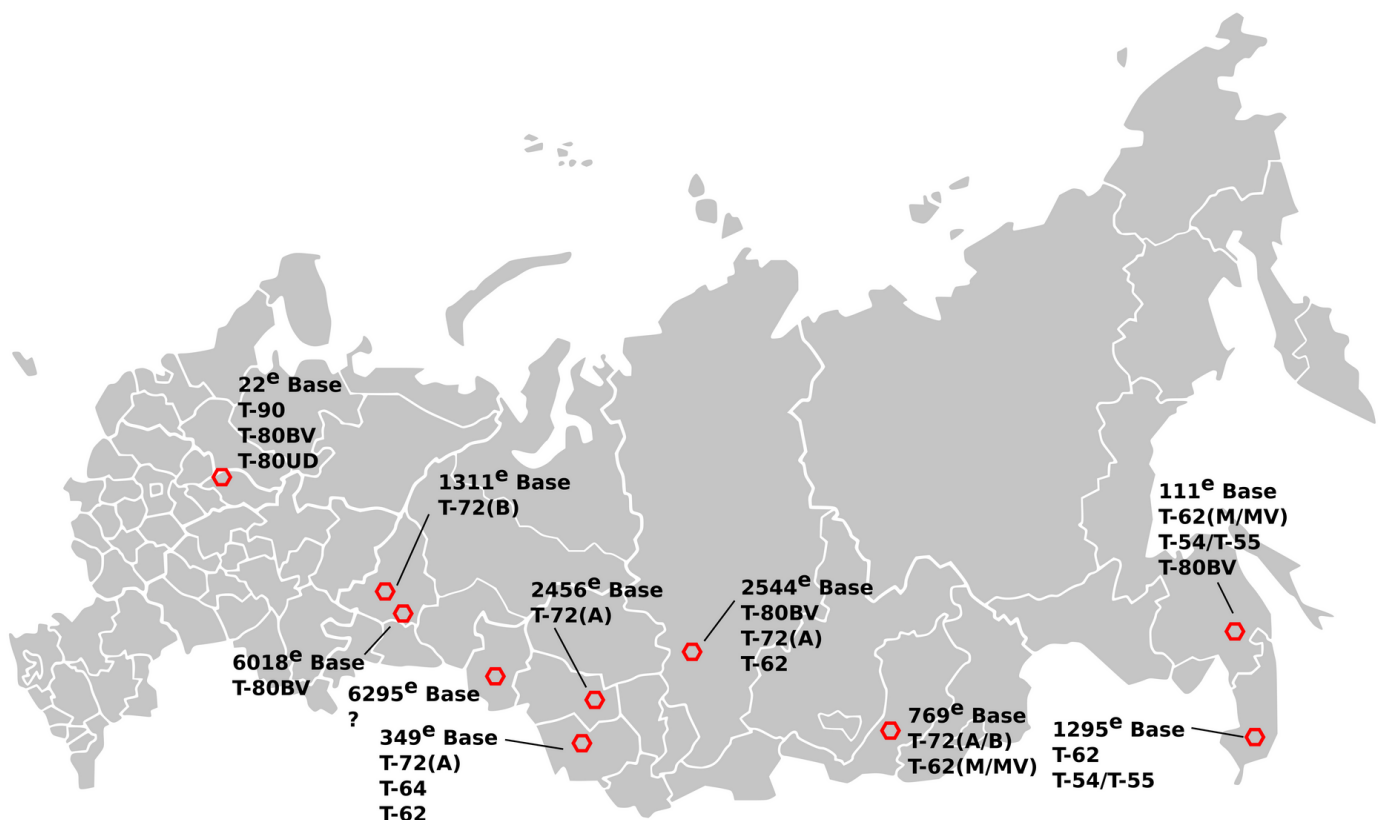 22e Base
T-90
T-80BV
T-80UD
1311e Base
T-72(B)
111e Base
T-62(M/MV)
T-54/T-55
T-80BV
2456e Base
T-72(A)
2544e Base
T-80BV
T-72(A)
T-62
6018e Base
T-80BV
6295e Base
?
349e Base
T-72(A)
T-64
T-62
769e Base
T-72(A/B)
T-62(M/MV)
1295e Base
T-62
T-54/T-55